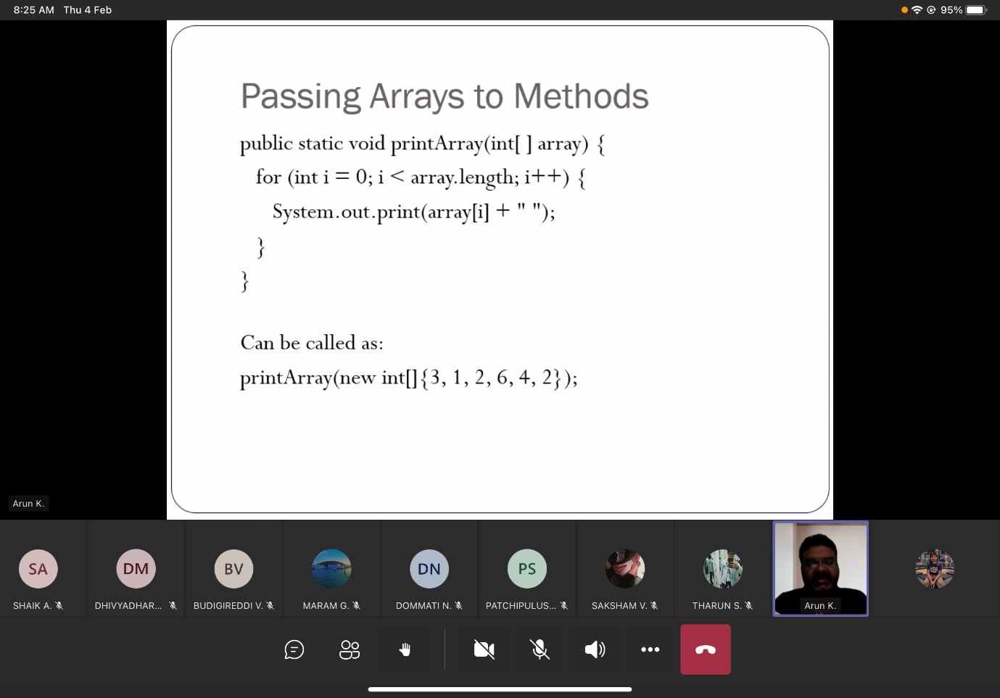 8:25 AM Thu 4 Feb
95%
Passing Arrays to Methods
public static void printArray(int[ ] array) {
for (int i = 0; i < array.length; i++) {
System.out.print(array[i] + " ");
}
}
Can be called as:
printArray(new int[]{3, 1, 2, 6, 4, 2});
Arun K.
SA
DM
BV
DN
PS
SHAIK A.
DHIVYADHAR...
BUDIGIREDDI V.
MARAM G.
DOMMATI N.
PATCHIPULUS...
SAKSHAM V.
THARUN S.
Arun K.